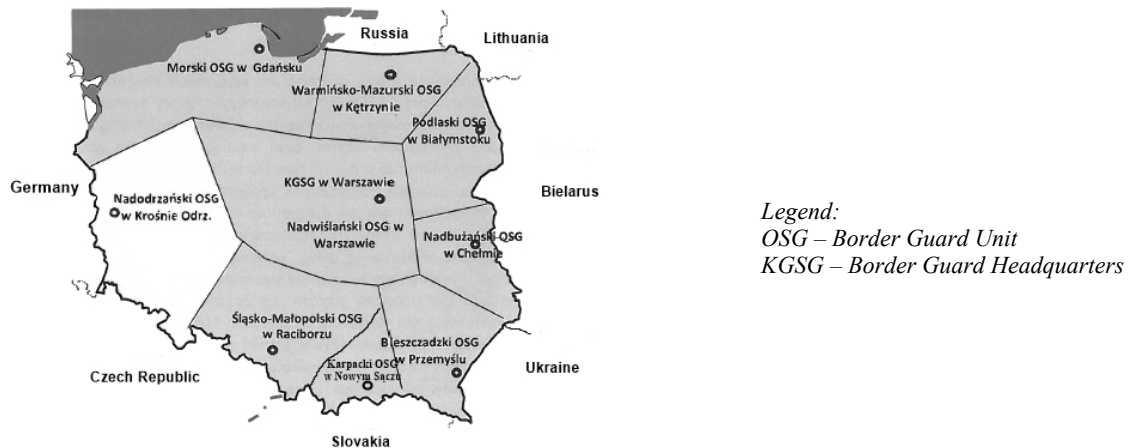 Russia
Lithuania
Morski OSG w Gdańsku
Warmińsko-Mazurski OSG
w Kętrzynie
Podlaski OSG
w Białymstoku
Germany
Bielarus
Nadodrzański OSG
w Krośnie Odrz.
KGSG w Warszawie
Nadwiślański OSG w
Warszawie
Nadbużański OSG
w Chełmie
Legend:
OSG – Border Guard Unit
KGSG – Border Guard Headquarters
Śląsko-Małopolski OSG
w Raciborzu
Bieszczadzki OSG
w Przemyślu
Karpacki OSG
w Nowym Sączu
Czech Republic
Ukraine
Slovakia